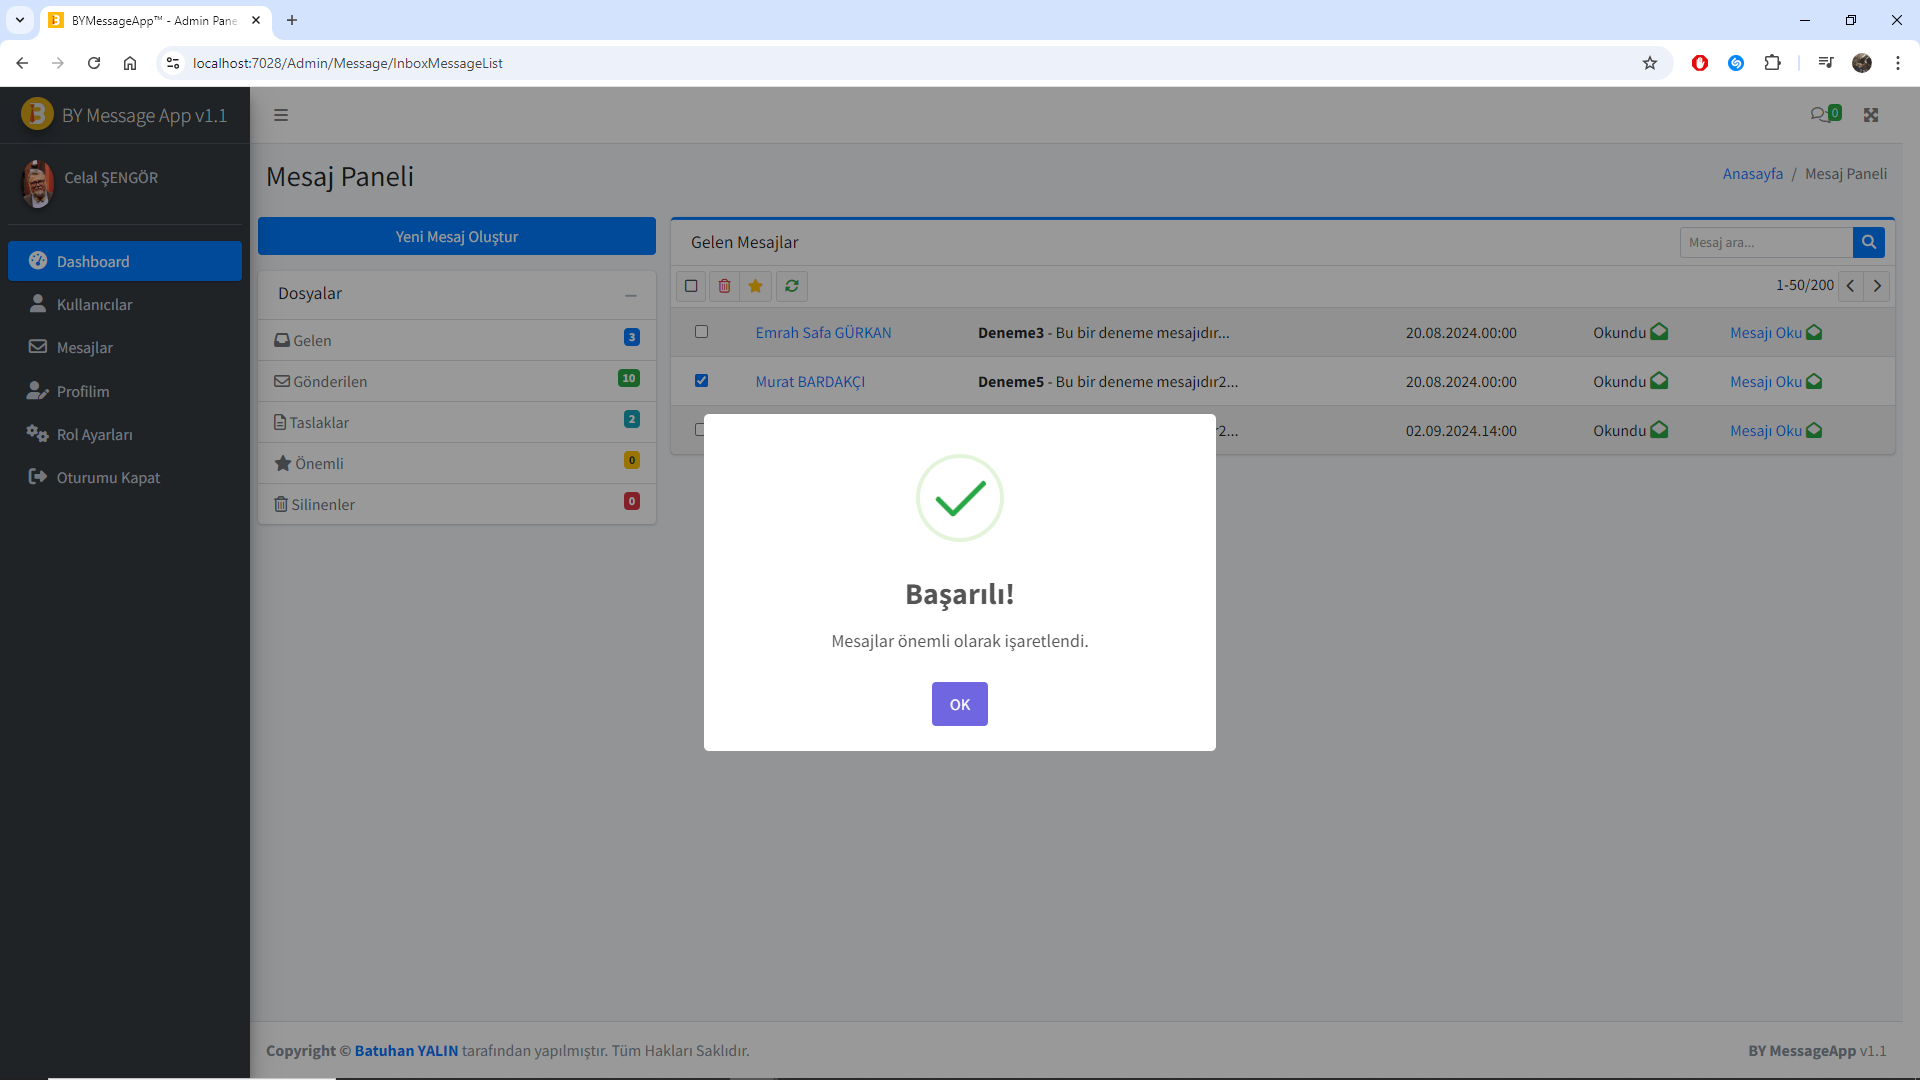 BYMessageApp™ - Admin Pane
localhost:7028/Admin/Message/InboxMessageList
BY Message App v1.1
0
Celal ŞENGÖR
Mesaj Paneli
Anasayfa / Mesaj Paneli
Dashboard
Kullanıcılar
Mesajlar
Profilim
Rol Ayarları
Oturumu Kapat
Yeni Mesaj Oluştur
Dosyalar
Gelen 3
Gönderilen 10
Taslaklar 2
Önemli 0
Silinenler 0
Gelen Mesajlar
Mesaj ara...
1-50/200
Emrah Safa GÜRKAN Deneme3 - Bu bir deneme mesajıdır... 20.08.2024.00:00 Okundu Mesajı Oku
Murat BARDAKÇI Deneme5 - Bu bir deneme mesajıdır2... 20.08.2024.00:00 Okundu Mesajı Oku
02.09.2024.14:00 Okundu Mesajı Oku
Başarılı!
Mesajlar önemli olarak işaretlendi.
OK
Copyright © Batuhan YALIN tarafından yapılmıştır. Tüm Hakları Saklıdır.
BY MessageApp v1.1